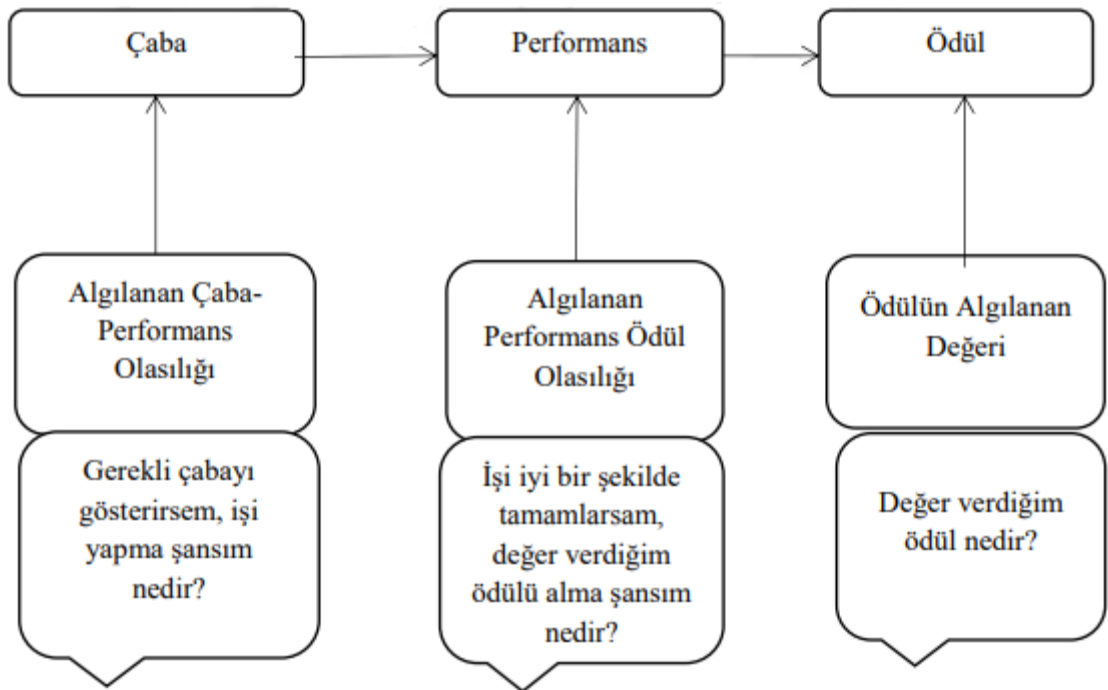 Çaba
Performans
Ödül
Algılanan Çaba-
Performans
Olasılığı
Algılanan
Performans Ödül
Olasılığı
Ödülün Algılanan
Değeri
Gerekli çabayı
gösterirsem, işi
yapma şansım
nedir?
İşi iyi bir şekilde
tamamlarsam,
değer verdiğim
ödülü alma şansım
nedir?
Değer verdiğim
ödül nedir?